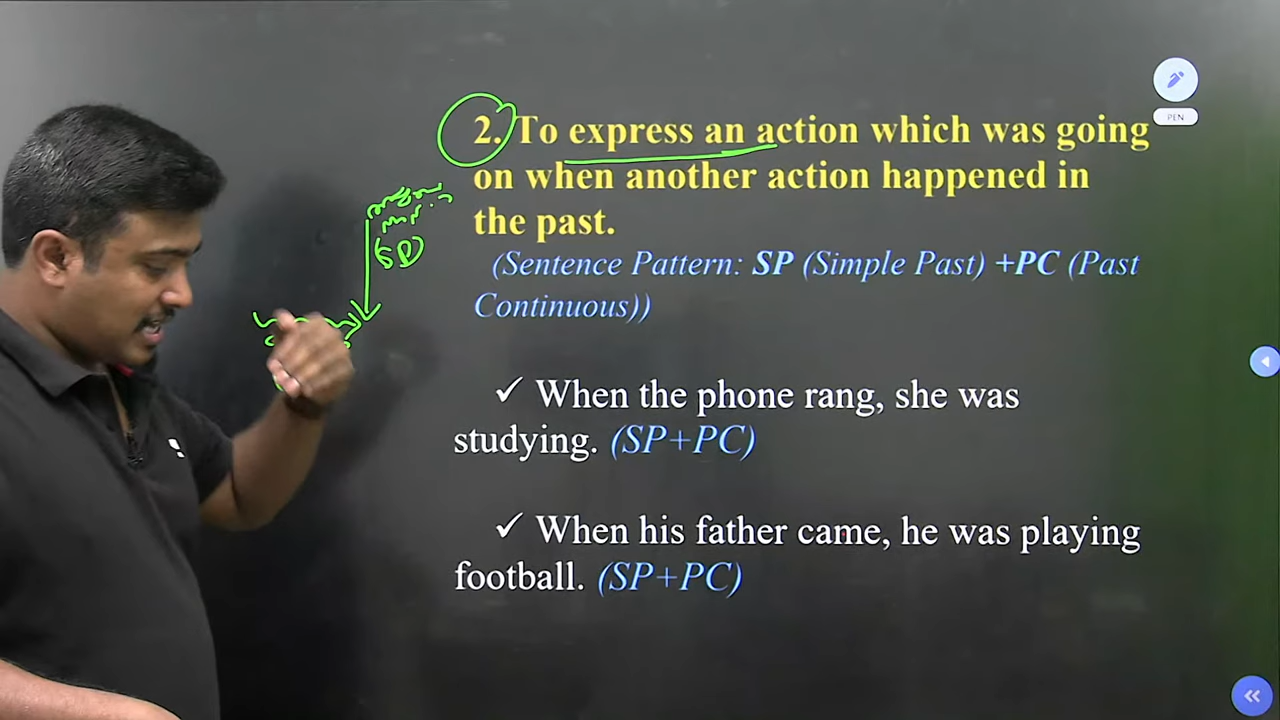 PEN
2. To express an action which was going
on when another action happened in
the past.
(SP)
(Sentence Pattern: SP (Simple Past) +PC (Past
Continuous))
✓ When the phone rang, she was
studying. (SP+PC)
✓ When his father came, he was playing
football. (SP+PC)